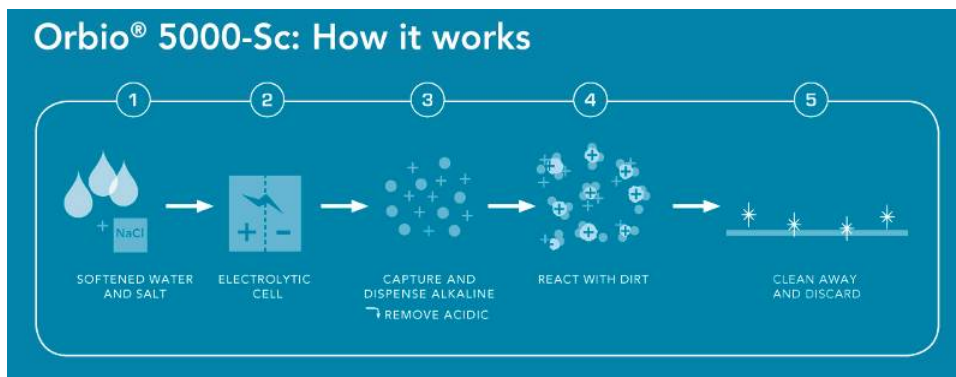 Orbio® 5000-Sc: How it works
1
2
3
4
5
+ NaCl
+ -
SOFTENED WATER
AND SALT
ELECTROLYTIC
CELL
CAPTURE AND
DISPENSE ALKALINE
REMOVE ACIDIC
REACT WITH DIRT
CLEAN AWAY
AND DISCARD